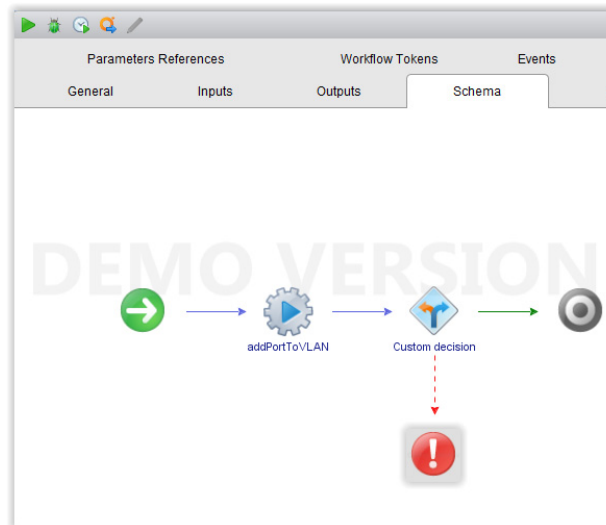 Parameters References Workflow Tokens Events
General Inputs Outputs Schema
DEMO VERSION
addPortToVLAN Custom decision